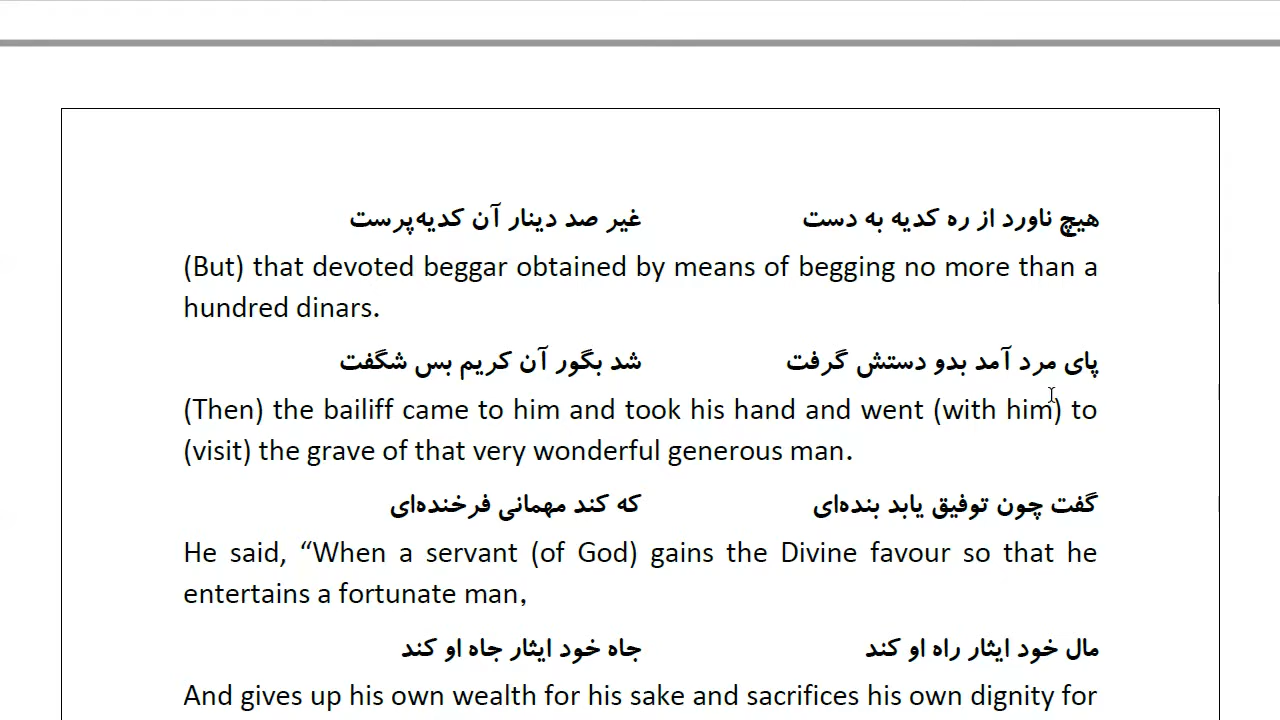 هیچ ناورد از ره کدیه به دست غیر صد دینار آن کدیه‌پرست
(But) that devoted beggar obtained by means of begging no more than a
hundred dinars.
پای مرد آمد بدو دستش گرفت شد بگور آن کریم بس شگفت
(Then) the bailiff came to him and took his hand and went (with him) to
(visit) the grave of that very wonderful generous man.
گفت چون توفیق یابد بنده‌ای که کند مهمانی فرخنده‌ای
He said, “When a servant (of God) gains the Divine favour so that he
entertains a fortunate man,
مال خود ایثار راه او کند جاه خود ایثار جاه او کند
And gives up his own wealth for his sake and sacrifices his own dignity for